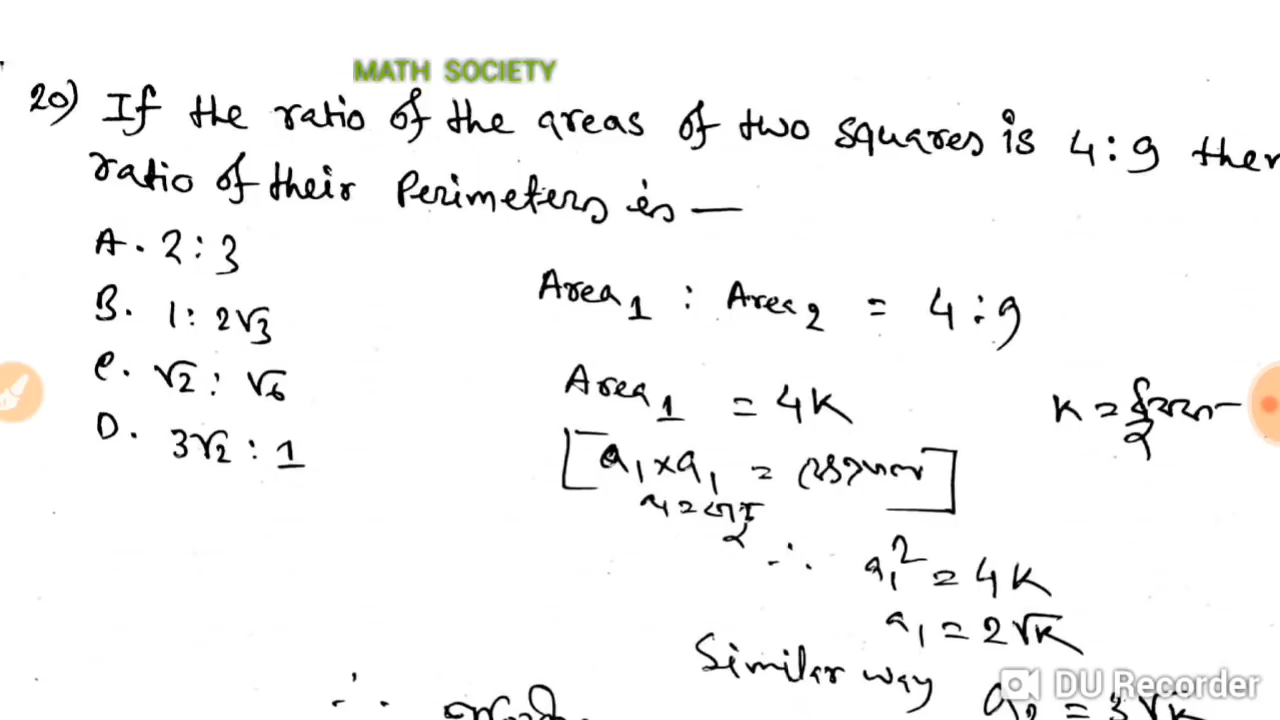 MATH SOCIETY
20) If the ratio of the areas of two squares is 4:9 then
ratio of their Perimeters is —
A. 2:3
B. 1:2√3
C. √2:√6
D. 3√2:1
Area₁ : Area₂ = 4:9
Area₁ = 4K
K =
[a₁×a₁ = ]
∴ a₁² = 4K
a₁ = 2√K
Similar way
a₂ = 3√K
∴
DU Recorder